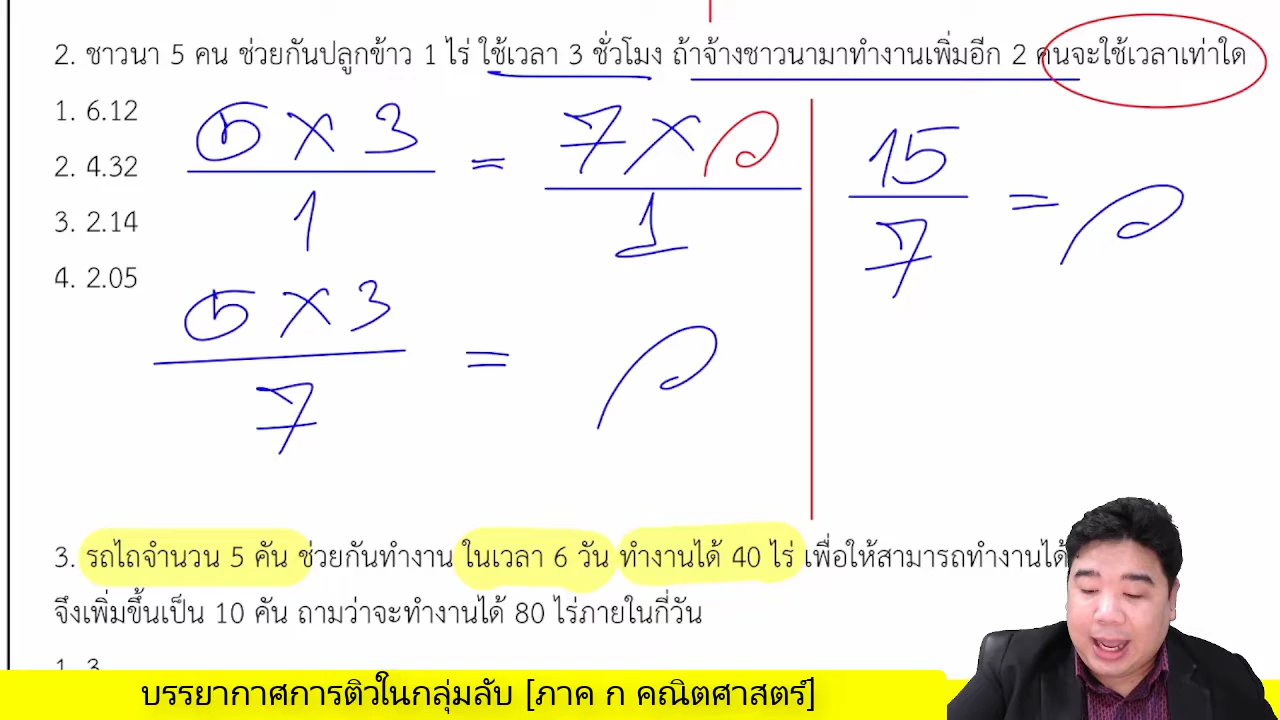 2. ชาวนา 5 คน ช่วยกันปลูกข้าว 1 ไร่ ใช้เวลา 3 ชั่วโมง ถ้าจ้างชาวนามาทำงานเพิ่มอีก 2 คนจะใช้เวลาเท่าใด
1. 6.12
2. 4.32
3. 2.14
4. 2.05
5 × 3 / 1 = 7 × / 1
15 / 7 =
5 × 3 / 7 =
3. รถไถจำนวน 5 คัน ช่วยกันทำงาน ในเวลา 6 วัน ทำงานได้ 40 ไร่ เพื่อให้สามารถทำงานได้
จึงเพิ่มขึ้นเป็น 10 คัน ถามว่าจะทำงานได้ 80 ไร่ภายในกี่วัน
1. 3
บรรยากาศการติวในกลุ่มลับ [ภาค ก คณิตศาสตร์]